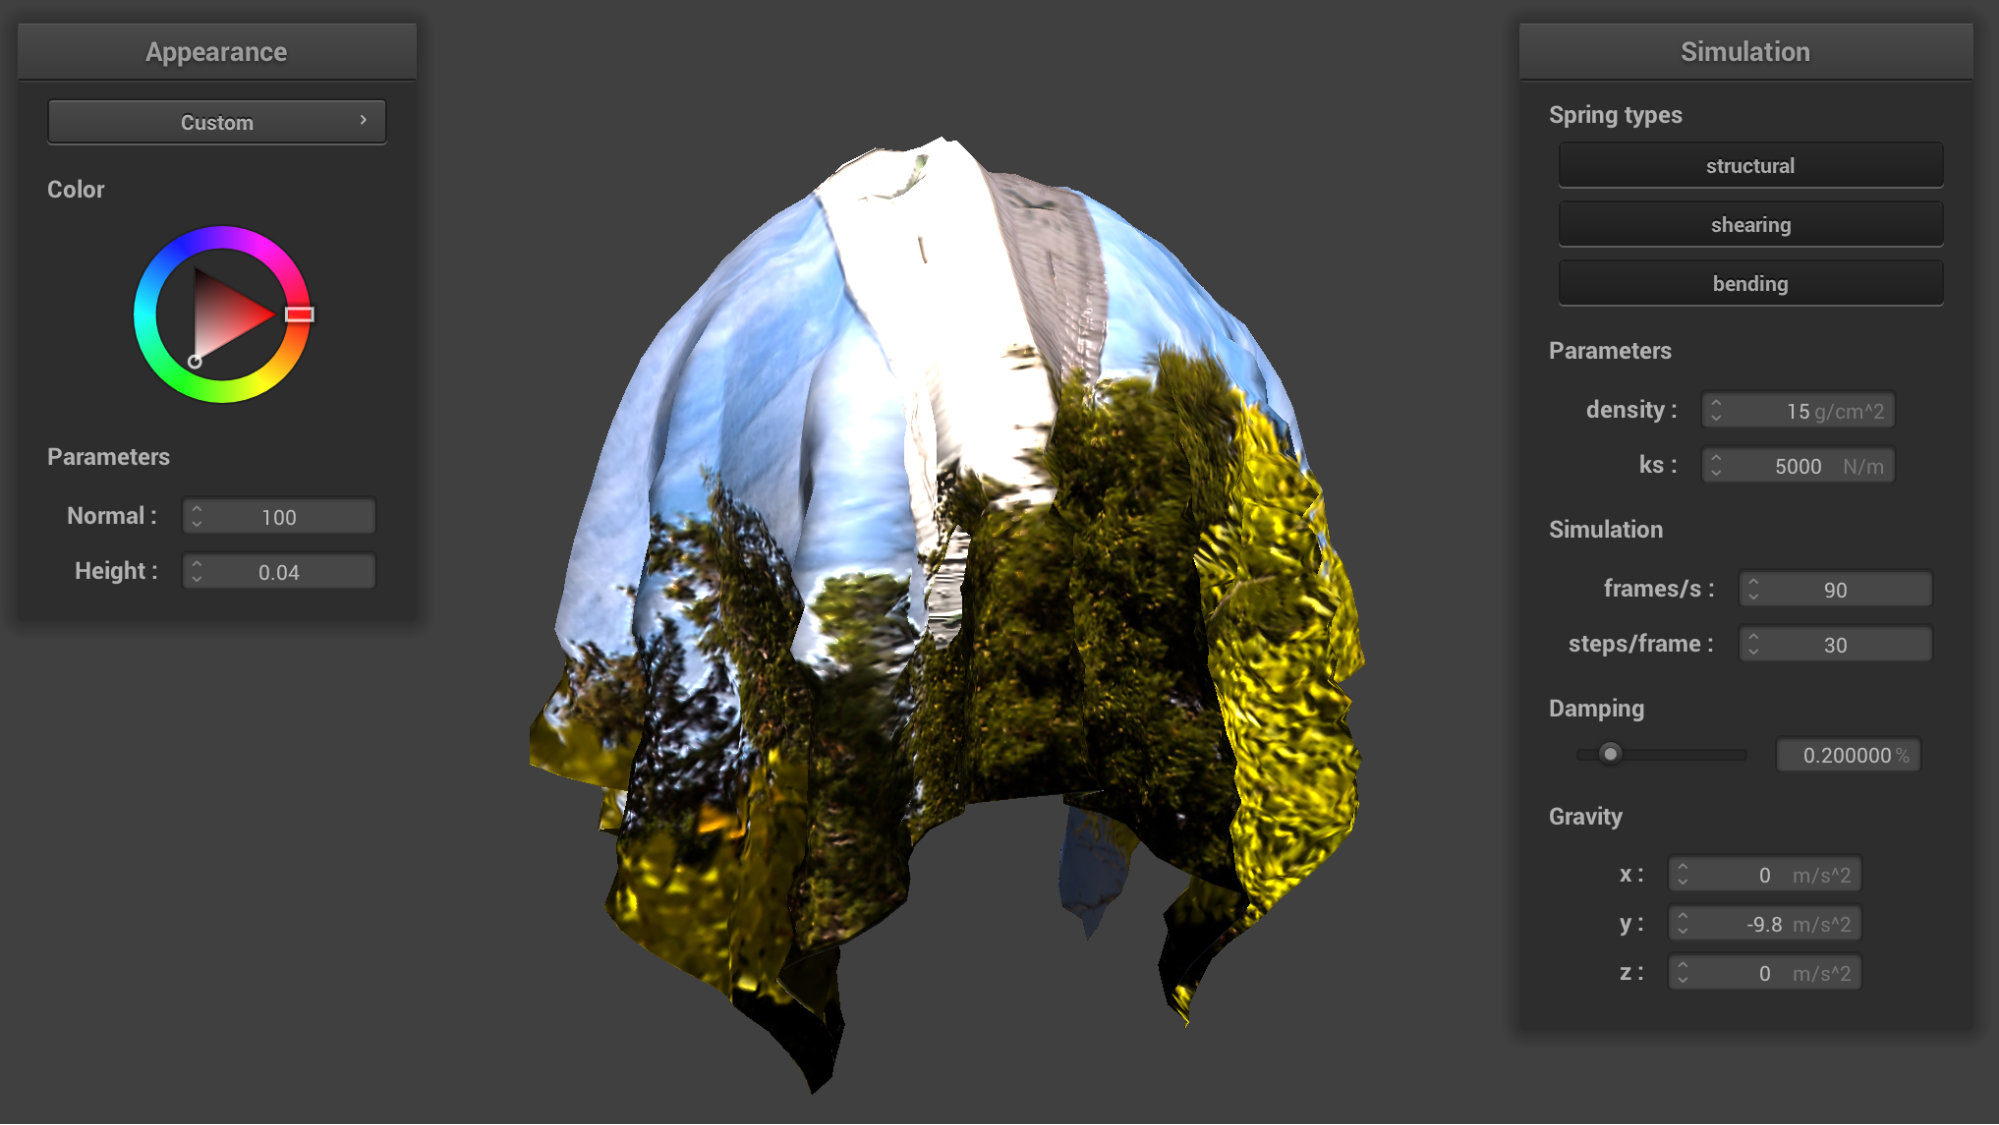 Appearance
Custom
Color
Parameters
Normal : 100
Height : 0.04
Simulation
Spring types
structural
shearing
bending
Parameters
density : 15 g/cm^2
ks : 5000 N/m
Simulation
frames/s : 90
steps/frame : 30
Damping
0.200000 %
Gravity
x : 0 m/s^2
y : -9.8 m/s^2
z : 0 m/s^2